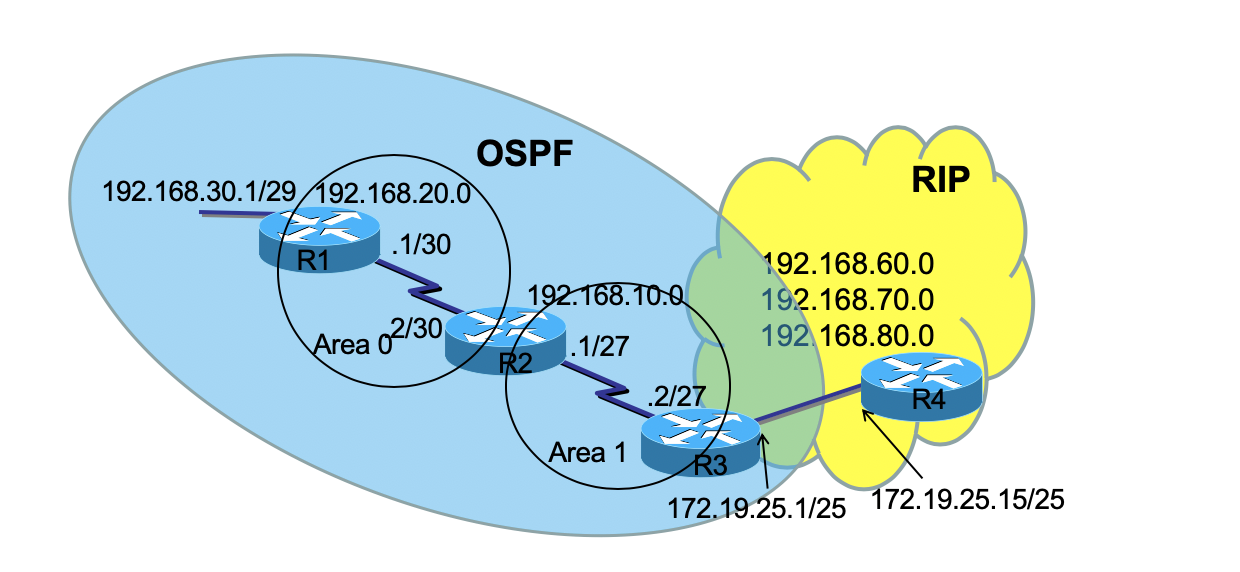 OSPF
RIP
192.168.30.1/29
192.168.20.0
R1
.1/30
192.168.60.0
192.168.70.0
192.168.80.0
192.168.10.0
Area 0
.2/30
R2
.1/27
.2/27
R4
Area 1
R3
172.19.25.1/25
172.19.25.15/25